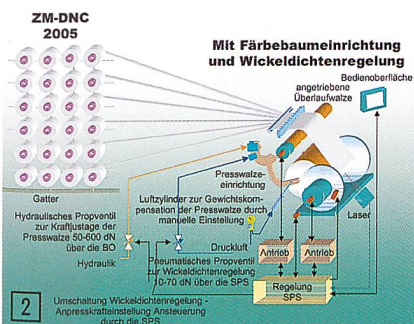 ZM-DNC
2005
Mit Färbebaumeinrichtung
und Wickeldichtenregelung
Bedienoberfläche
angetriebene
Überlaufwalze
Presswalze-
einrichtung
Gatter
Hydraulisches Propventil
zur Kraftjustage der
Presswalze 50-600 dN
über die BO
Hydraulik
Luftzylinder zur Gewichtskom-
pensation der Presswalze durch
manuelle Einstellung
Laser
Druckluft
Pneumatisches Propventil
zur Wickeldichtenregelung
10-70 dN über die SPS
Antrieb
Antrieb
Regelung
SPS
2
Umschaltung Wickeldichtenregelung -
Anpresskrafteinstellung Ansteuerung
durch die SPS